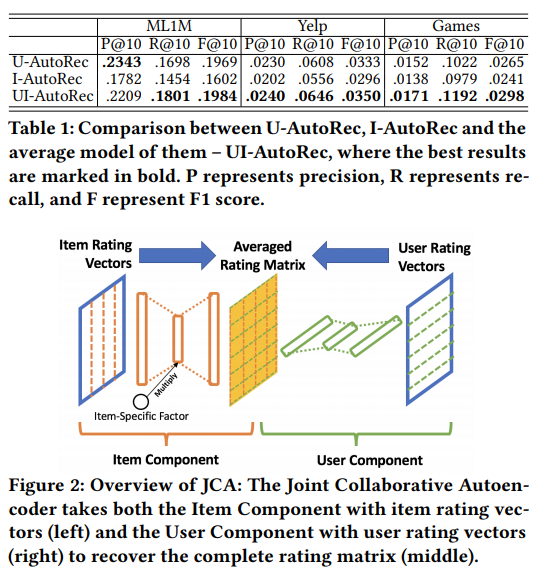 ML1M Yelp Games
P@10 R@10 F@10 P@10 R@10 F@10 P@10 R@10 F@10
U-AutoRec .2343 .1698 .1969 .0230 .0608 .0333 .0152 .1022 .0265
I-AutoRec .1782 .1454 .1602 .0202 .0556 .0296 .0138 .0979 .0241
UI-AutoRec .2209 .1801 .1984 .0240 .0646 .0350 .0171 .1192 .0298
Table 1: Comparison between U-AutoRec, I-AutoRec and the
average model of them – UI-AutoRec, where the best results
are marked in bold. P represents precision, R represents re-
call, and F represent F1 score.
Item Rating
Vectors
Averaged
Rating Matrix
User Rating
Vectors
Multiply
Item-Specific Factor
Item Component
User Component
Figure 2: Overview of JCA: The Joint Collaborative Autoen-
coder takes both the Item Component with item rating vec-
tors (left) and the User Component with user rating vectors
(right) to recover the complete rating matrix (middle).